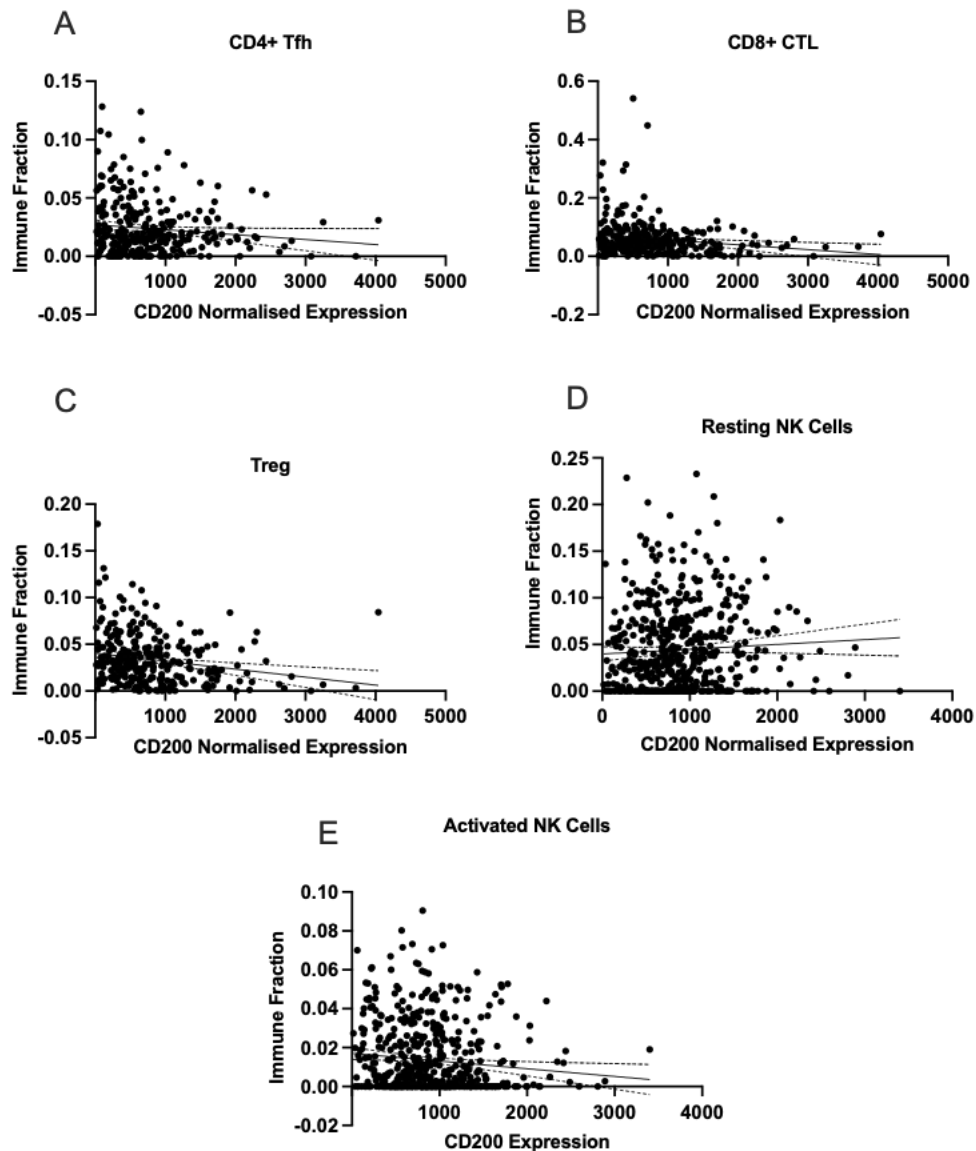 A
CD4+ Tfh
0.15
0.10
0.05
0.00
-0.05
Immune Fraction
1000 2000 3000 4000 5000
CD200 Normalised Expression
B
CD8+ CTL
0.6
0.4
0.2
0.0
-0.2
Immune Fraction
1000 2000 3000 4000 5000
CD200 Normalised Expression
C
Treg
0.20
0.15
0.10
0.05
0.00
-0.05
Immune Fraction
1000 2000 3000 4000 5000
CD200 Normalised Expression
D
Resting NK Cells
0.25
0.20
0.15
0.10
0.05
0.00
Immune Fraction
0 1000 2000 3000 4000
CD200 Normalised Expression
E
Activated NK Cells
0.10
0.08
0.06
0.04
0.02
0.00
-0.02
Immune Fraction
1000 2000 3000 4000
CD200 Expression